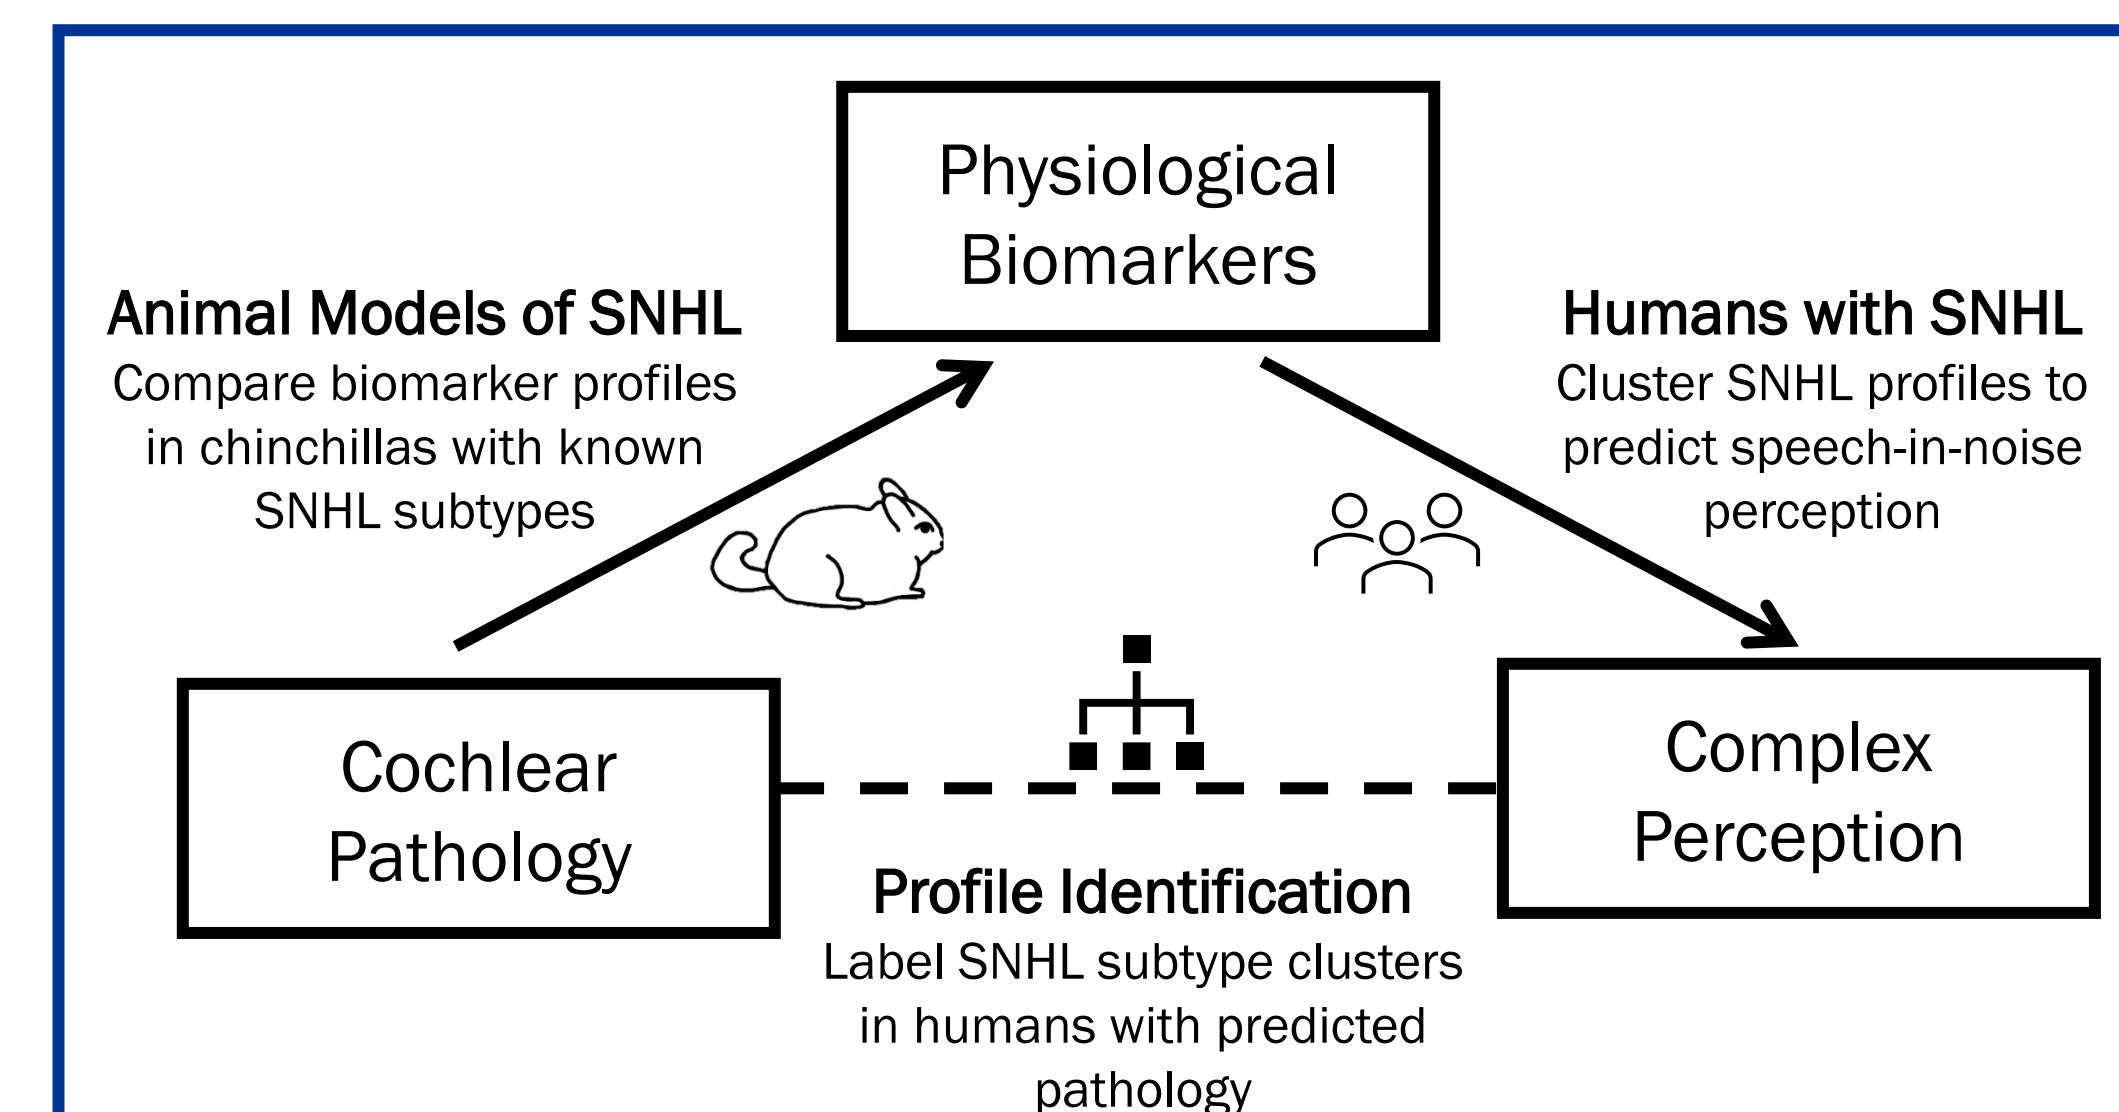 Physiological
Biomarkers
Animal Models of SNHL
Compare biomarker profiles
in chinchillas with known
SNHL subtypes
Humans with SNHL
Cluster SNHL profiles to
predict speech-in-noise
perception
Cochlear
Pathology
Complex
Perception
Profile Identification
Label SNHL subtype clusters
in humans with predicted
pathology